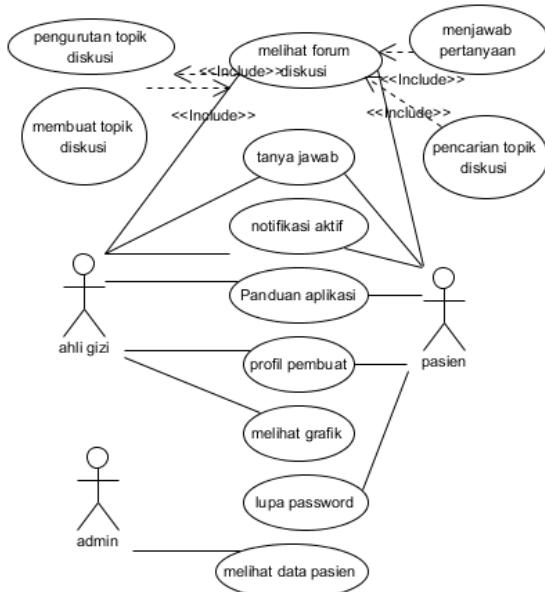 pengurutan topik
diskusi
melihat forum
diskusi
menjawab
pertanyaan
<<Include>>
<<Include>>
<<Include>>
<<Include>>
membuat topik
diskusi
pencarian topik
diskusi
tanya jawab
notifikasi aktif
Panduan aplikasi
ahli gizi
pasien
profil pembuat
melihat grafik
lupa password
admin
melihat data pasien